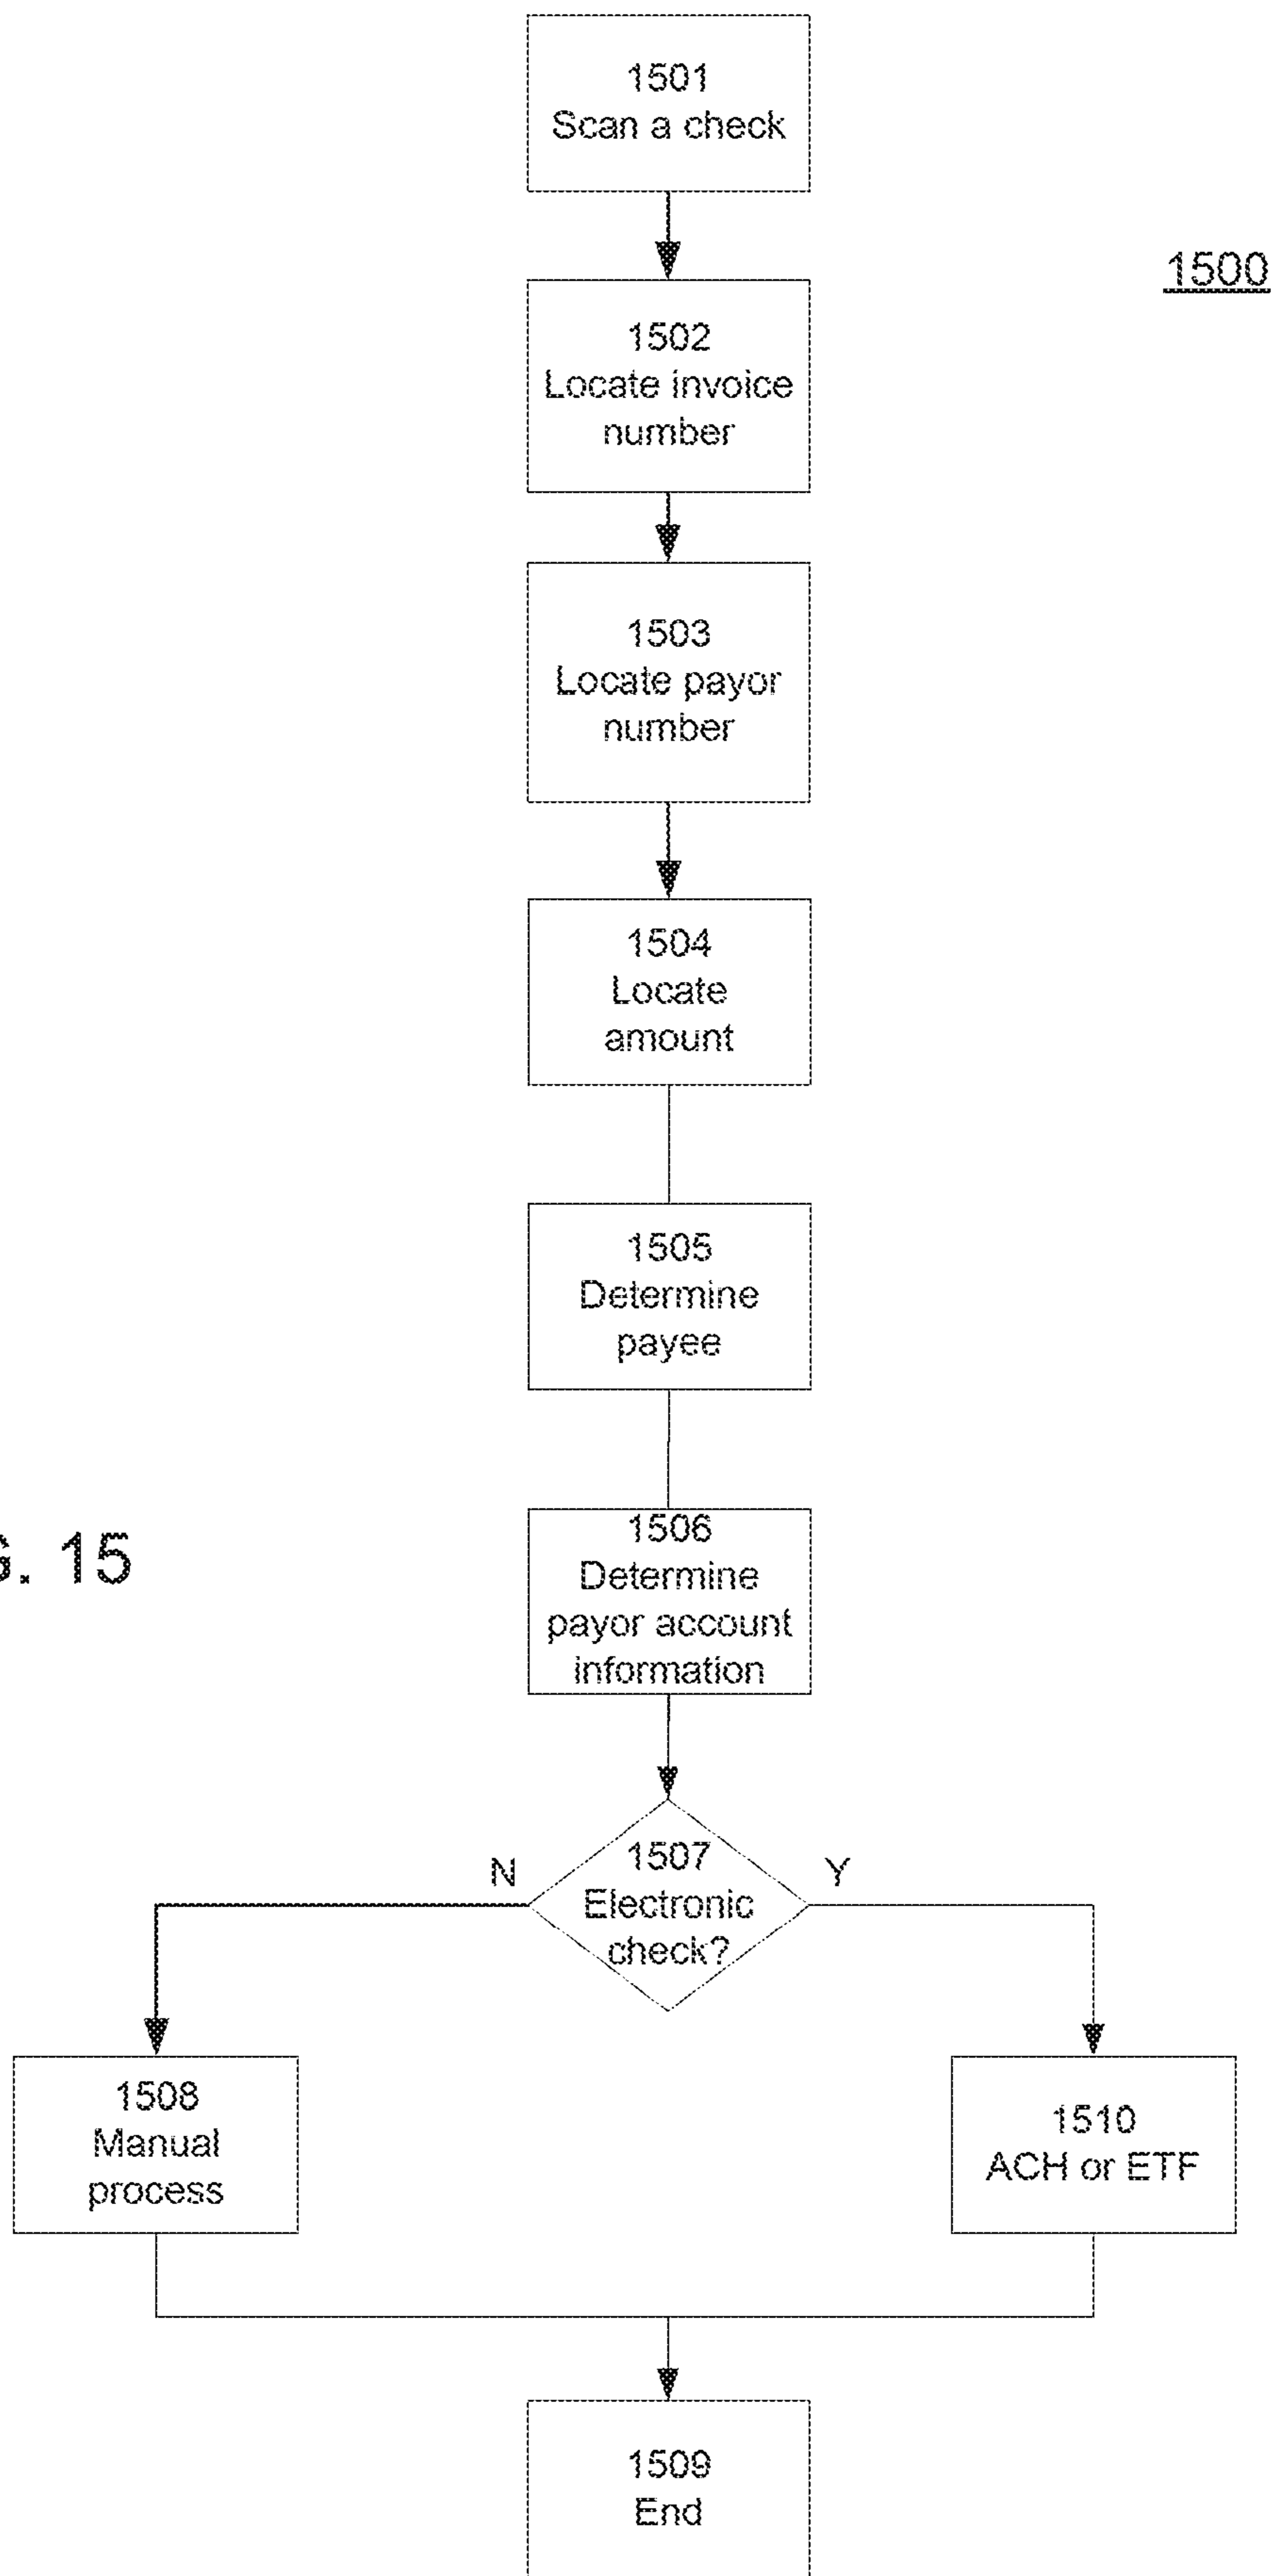 1501
Scan a check
1500
1502
Locate invoice
number
1503
Locate payor
number
1504
Locate
amount
1505
Determine
payee
1506
Determine
payor account
information
G. 15
1507
Electronic
check?
N
Y
1508
Manual
process
1510
ACH or ETF
1509
End